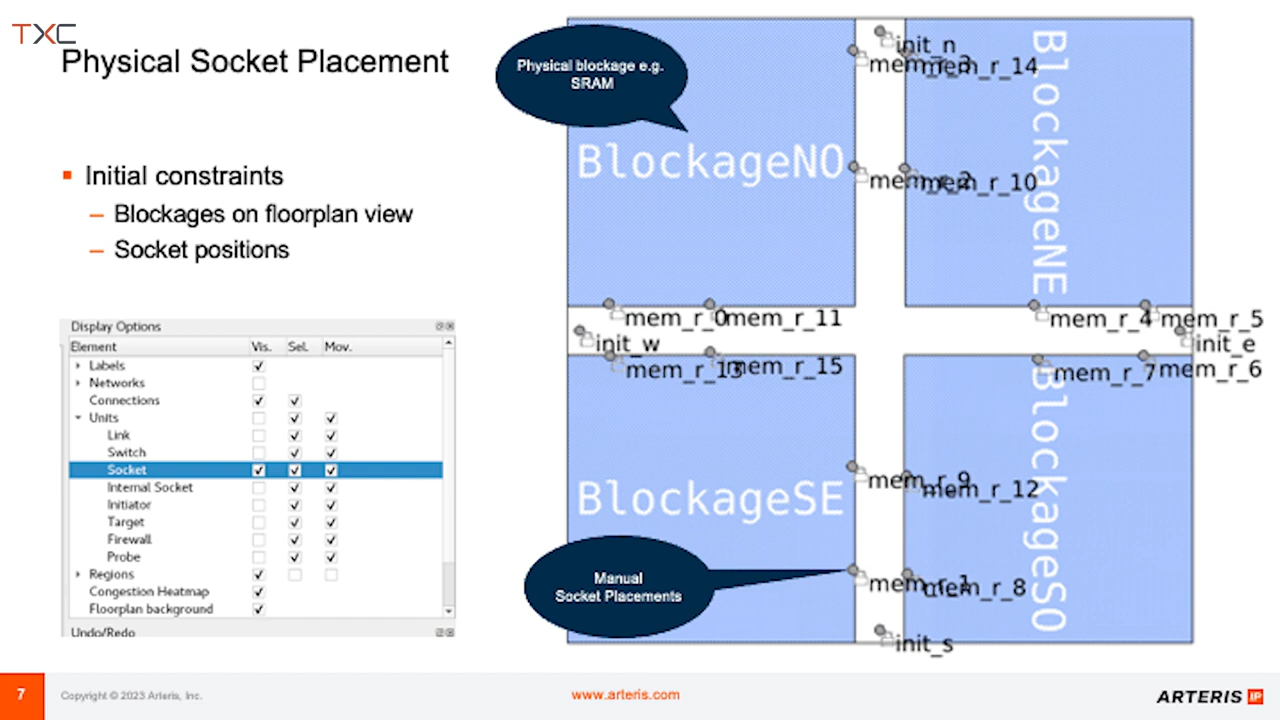 TXC
Physical Socket Placement
Initial constraints
– Blockages on floorplan view
– Socket positions
Display Options
Element Vis. Sel. Mov.
Labels
Networks
Connections
Units
Link
Switch
Socket
Internal Socket
Initiator
Target
Firewall
Probe
Regions
Congestion Heatmap
Floorplan background
Undo/Redo
Physical blockage e.g.
SRAM
init_n
mem_r_3
mem_r_14
BlockageNO
BlockageNE
mem_r_2
mem_r_10
mem_r_0
mem_r_11
mem_r_4
mem_r_5
init_w
init_e
mem_r_13
mem_r_15
mem_r_7
mem_r_6
mem_r_9
mem_r_12
BlockageSE
BlockageSO
Manual
Socket Placements
mem_r_1
mem_r_8
init_s
7
Copyright © 2023 Arteris, Inc.
www.arteris.com
ARTERIS IP